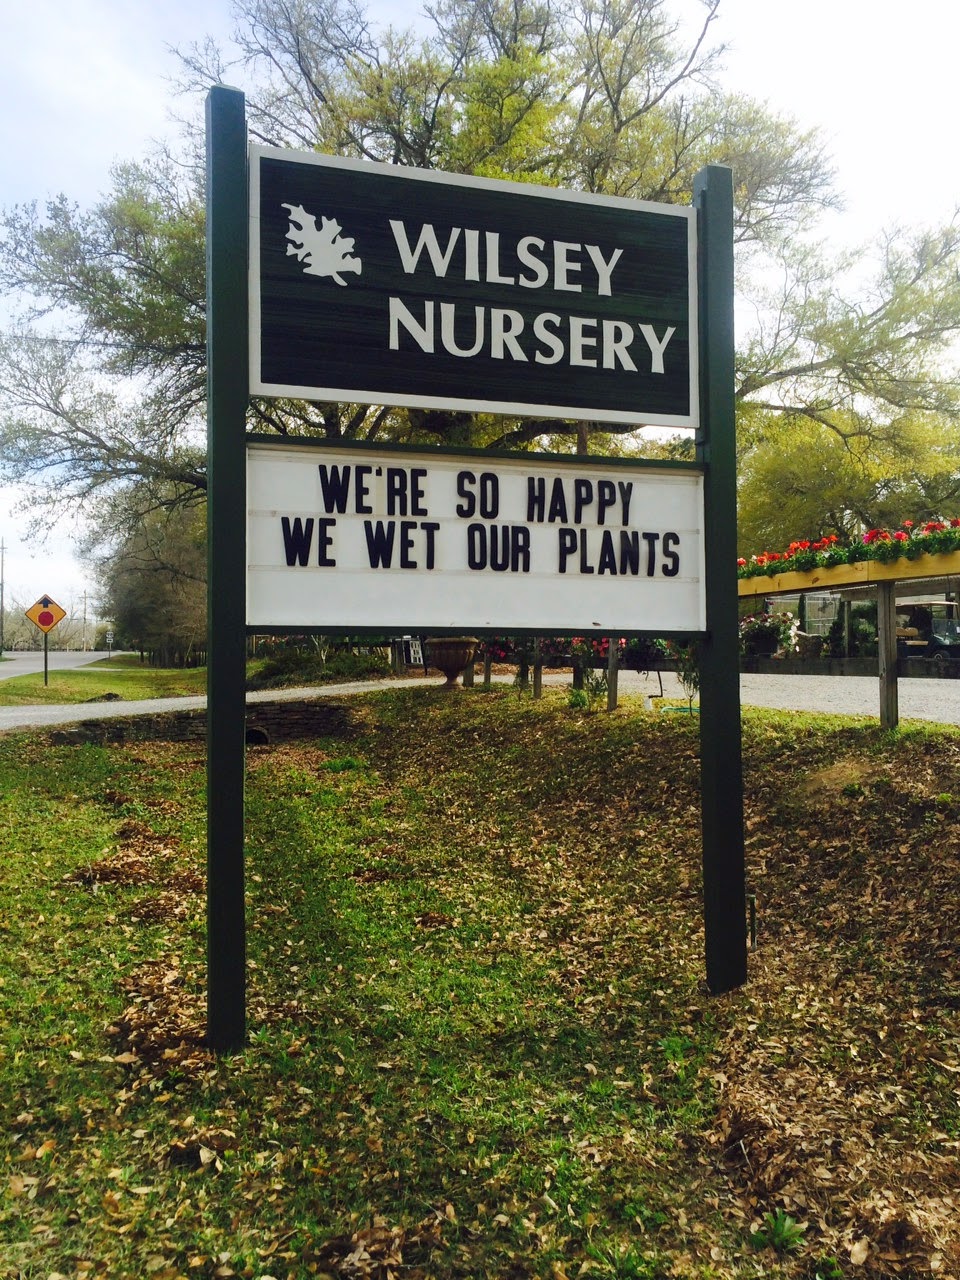 WILSEY
NURSERY
WE'RE SO HAPPY
WE WET OUR PLANTS